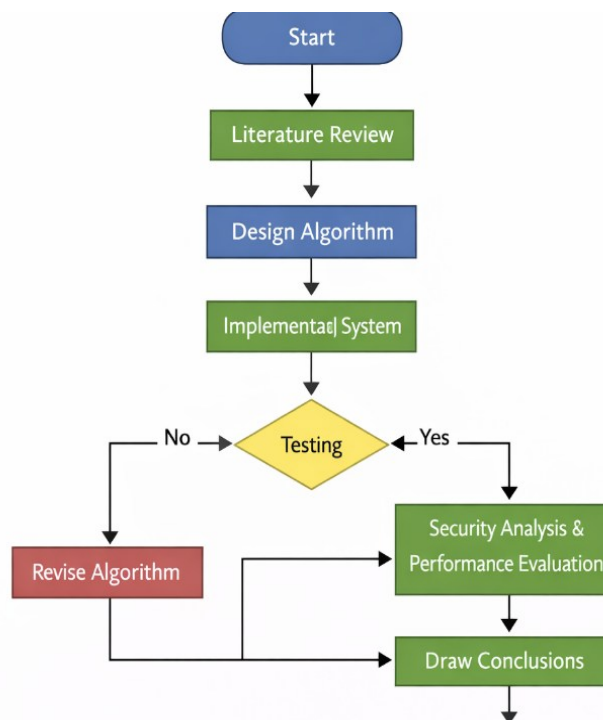 Start
Literature Review
Design Algorithm
System
No
Testing
Yes
Security Analysis &
Performance Evaluation
Revise Algorithm
Draw Conclusions